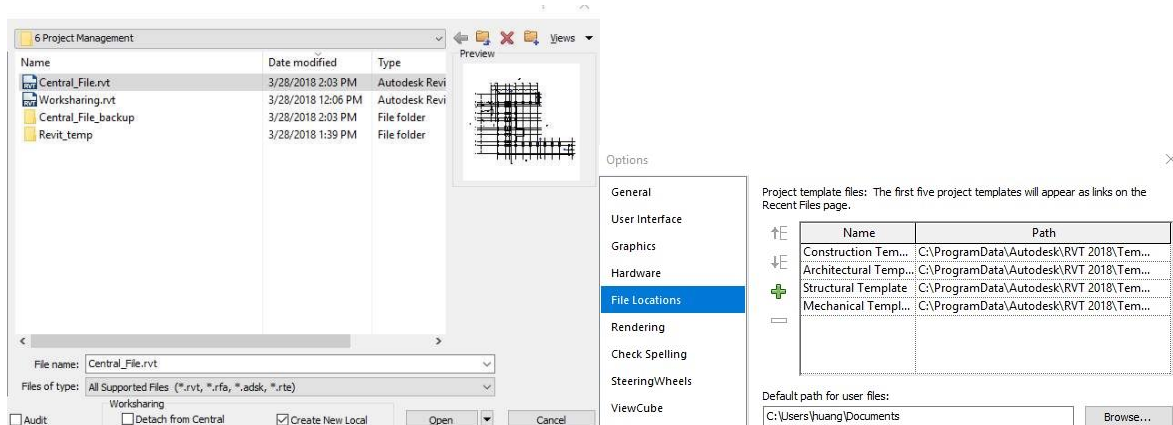 6 Project Management
Views
Preview
Name Date modified Type
Central_File.rvt 3/28/2018 2:03 PM Autodesk Revi
Worksharing.rvt 3/28/2018 12:06 PM Autodesk Revi
Central_File_backup 3/28/2018 2:03 PM File folder
Revit_temp 3/28/2018 1:39 PM File folder
File name: Central_File.rvt
Files of type: All Supported Files (*.rvt, *.rfa, *.adsk, *.rte)
Worksharing
Audit Detach from Central Create New Local Open Cancel
Options
General
User Interface
Graphics
Hardware
File Locations
Rendering
Check Spelling
SteeringWheels
ViewCube
Project template files: The first five project templates will appear as links on the
Recent Files page.
Name Path
Construction Tem... C:\ProgramData\Autodesk\RVT 2018\Tem...
Architectural Temp... C:\ProgramData\Autodesk\RVT 2018\Tem...
Structural Template C:\ProgramData\Autodesk\RVT 2018\Tem...
Mechanical Templ... C:\ProgramData\Autodesk\RVT 2018\Tem...
Default path for user files:
C:\Users\huang\Documents Browse...